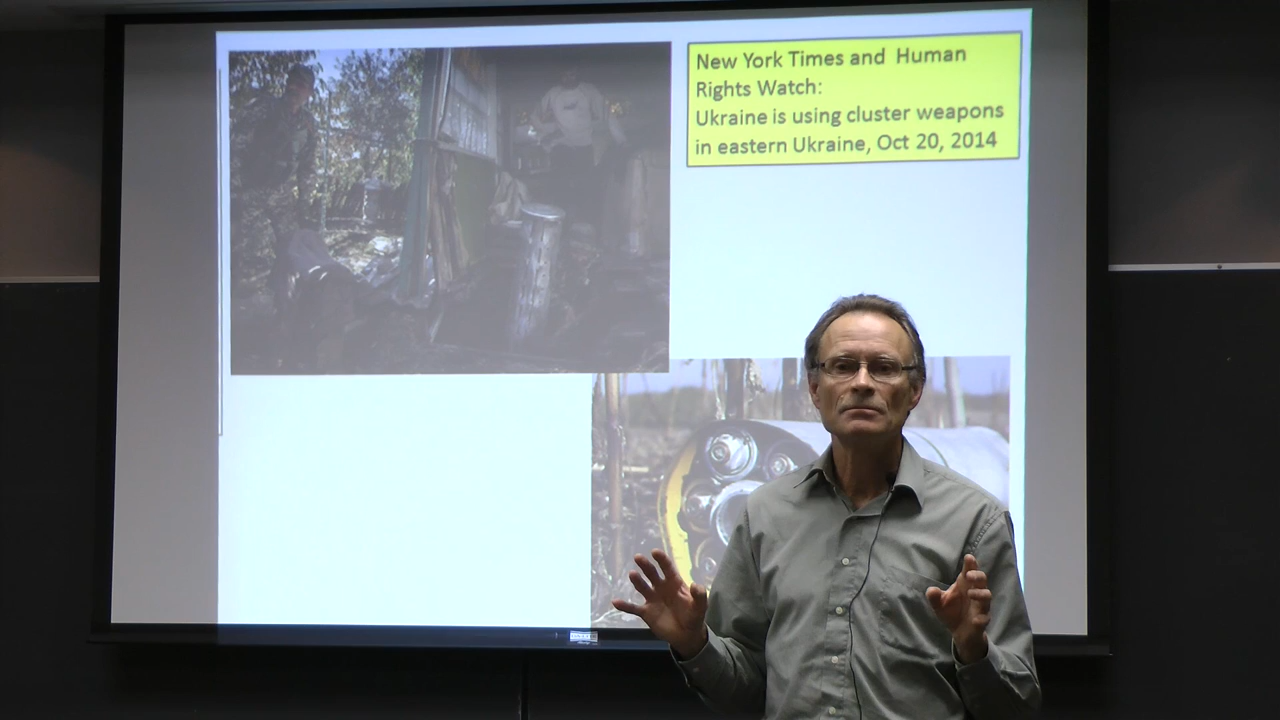 New York Times and Human
Rights Watch:
Ukraine is using cluster weapons
in eastern Ukraine, Oct 20, 2014